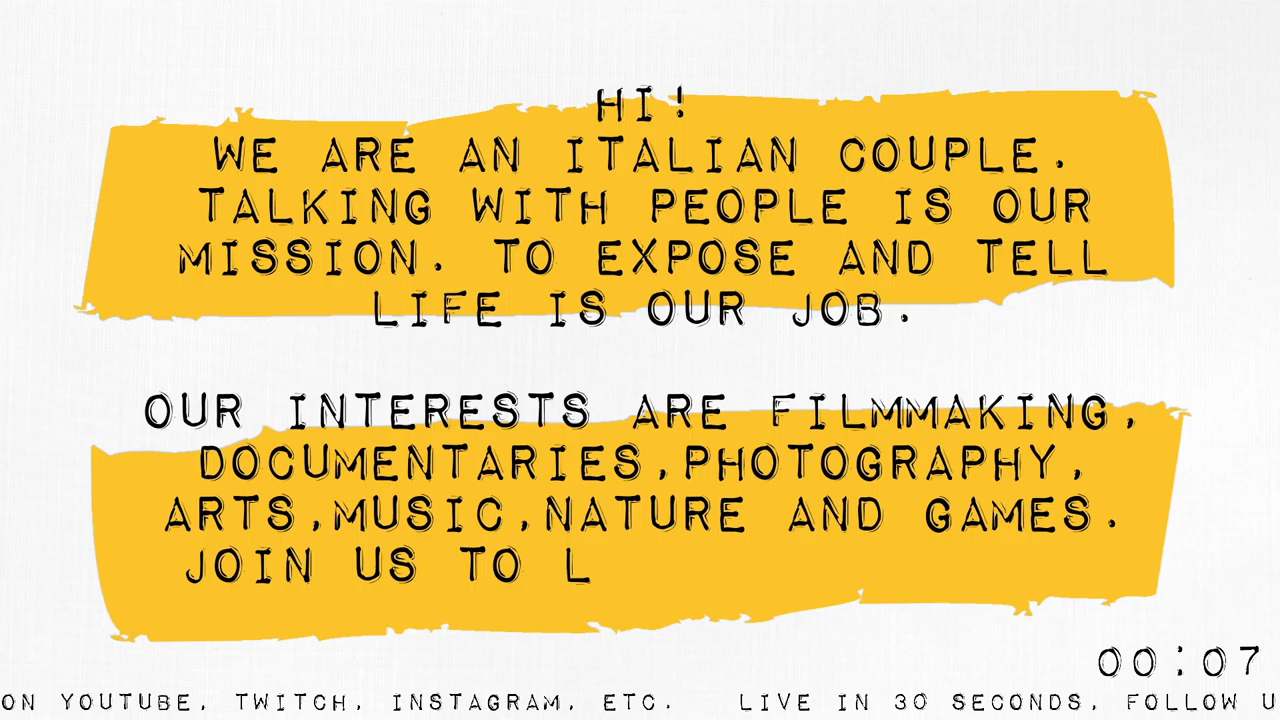 HI!
WE ARE AN ITALIAN COUPLE.
TALKING WITH PEOPLE IS OUR
MISSION. TO EXPOSE AND TELL
LIFE IS OUR JOB.
OUR INTERESTS ARE FILMMAKING,
DOCUMENTARIES,PHOTOGRAPHY,
ARTS,MUSIC,NATURE AND GAMES.
JOIN US TO L
00:07
ON YOUTUBE, TWITCH, INSTAGRAM, ETC. LIVE IN 30 SECONDS, FOLLOW U